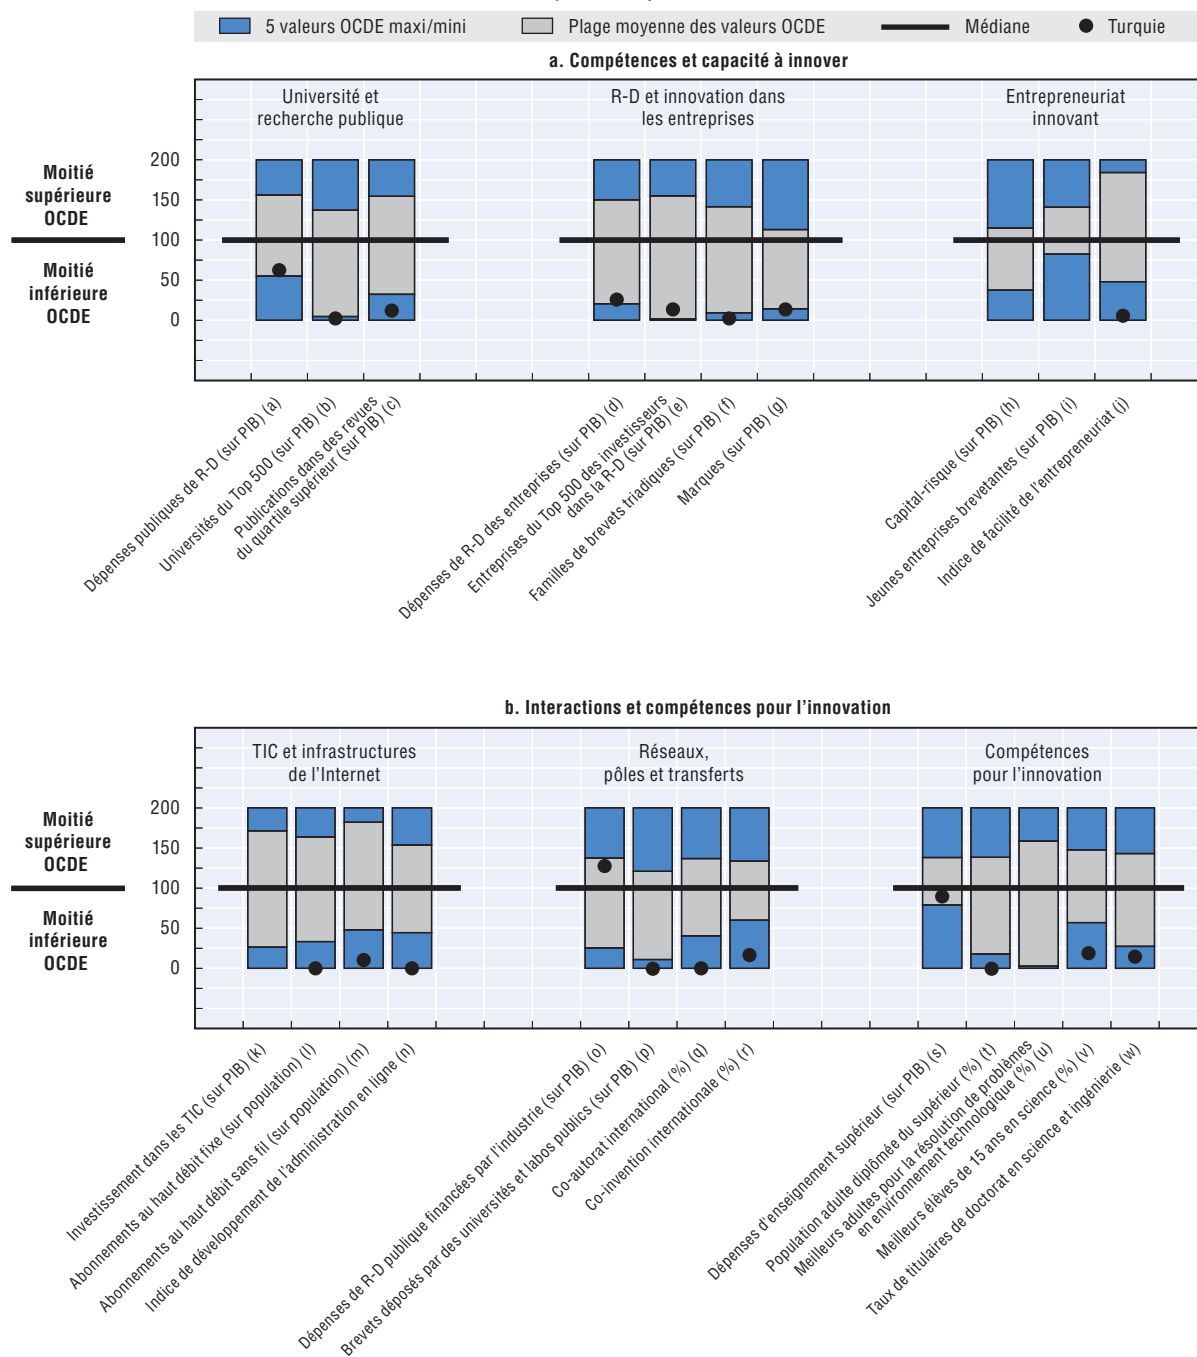 5 valeurs OCDE maxi/mini
Plage moyenne des valeurs OCDE
Médiane
Turquie
a. Compétences et capacité à innover
Université et
recherche publique
R-D et innovation dans
les entreprises
Entrepreneuriat
innovant
Moitié
supérieure
OCDE
Moitié
inférieure
OCDE
200
150
100
50
0
Dépenses publiques de R-D (sur PIB) (a)
Universités du Top 500 (sur PIB) (b)
Publications dans des revues
du quartile supérieur (sur PIB) (c)
Dépenses de R-D des entreprises (sur PIB) (d)
Entreprises du Top 500 des investisseurs
dans la R-D (sur PIB) (e)
Familles de brevets triadiques (sur PIB) (f)
Marques (sur PIB) (g)
Capital-risque (sur PIB) (h)
Jeunes entreprises brevetantes (sur PIB) (i)
Indice de facilité de l'entrepreneuriat (j)
b. Interactions et compétences pour l'innovation
TIC et infrastructures
de l'Internet
Réseaux,
pôles et transferts
Compétences
pour l'innovation
Moitié
supérieure
OCDE
Moitié
inférieure
OCDE
200
150
100
50
0
Investissement dans les TIC (sur PIB) (k)
Abonnements au haut débit fixe (sur population) (l)
Abonnements au haut débit sans fil (sur population) (m)
Indice de développement de l'administration en ligne (n)
Dépenses de R-D publique financées par l'industrie (sur PIB) (o)
Brevets déposés par des universités et labos publics (sur PIB) (p)
Co-autorat international (%) (q)
Co-invention internationale (%) (r)
Dépenses d'enseignement supérieur (sur PIB) (s)
Population adulte diplômée du supérieur (%) (t)
Meilleurs adultes pour la résolution de problèmes
en environnement technologique (%) (u)
Meilleurs élèves de 15 ans en science (%) (v)
Taux de titulaires de doctorat en science et ingénierie (w)